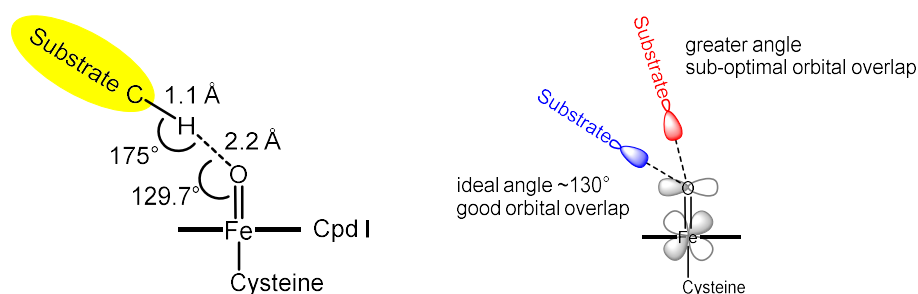 Substrate
C
1.1 Å
H
2.2 Å
175°
O
129.7°
Fe
Cpd I
Cysteine
Substrate
greater angle
sub-optimal orbital overlap
Substrate
ideal angle ~130°
good orbital overlap
O
Fe
Cysteine